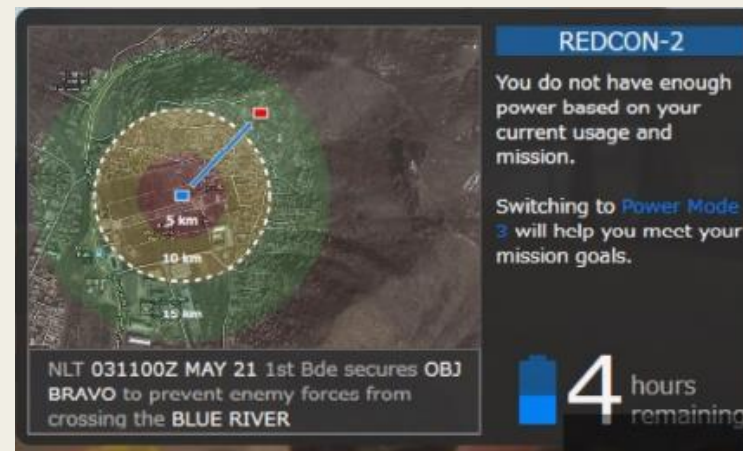 REDCON-2
You do not have enough
power based on your
current usage and
mission.
Switching to Power Mode
3 will help you meet your
mission goals.
5 km
10 km
15 km
NLT 031100Z MAY 21 1st Bde secures OBJ
BRAVO to prevent enemy forces from
crossing the BLUE RIVER
4 hours
remaining